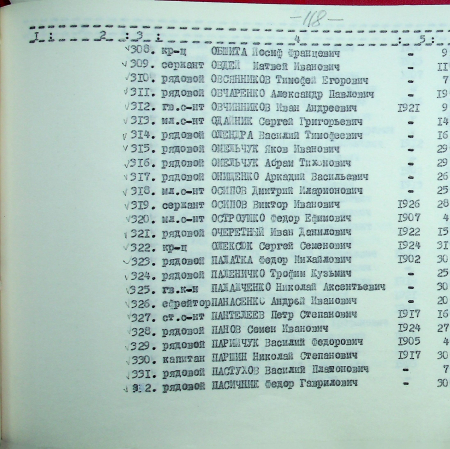 -118-
1 : 2 : 3 : 4 : 5 :
308. кр-ц ОБШИТА Иосиф Францевич - 9
309. сержант ОВДЕЙ Матвей Иванович - 11
310. рядовой ОВСЯННИКОВ Тимофей Егорович - 7
311. рядовой ОВЧАРЕНКО Александр Павлович - 19
312. гв.с-нт ОВЧИННИКОВ Иван Андреевич 1921 9
313. мл.с-нт ОДАЙНИК Сергей Григорьевич - 14
314. рядовой ОЛЕНДРА Василий Тимофеевич - 16
315. рядовой ОМЕЛЬЧУК Яков Иванович - 29
316. рядовой ОМЕЛЬЧУК Абрам Тихонович - 29
317. рядовой ОНИЩЕНКО Аркадий Васильевич - 26
318. мл.с-нт ОСИПОВ Дмитрий Иларионович - 25
319. сержант ОСИПОВ Виктор Иванович 1926 28
320. мл.с-нт ОСТРОУШКО Федор Ефимович 1907 4
321. рядовой ОЧЕРЕТНЫЙ Иван Данилович 1922 15
322. кр-ц ОЛЕКСОК Сергей Семенович 1924 31
323. рядовой ПАЛАТКА Федор Михайлович 1902 30
324. рядовой ПАЛЕНИЧКО Трофим Кузьмич - 25
325. гв.к-н ПАЛАЙЧЕНКО Николай Аксентьевич - 30
326. ефрейтор ПАНАСЕНКО Андрей Иванович - 20
327. ст.с-нт ПАНТЕЛЕЕВ Петр Степанович 1917 16
328. рядовой ПАНОВ Семен Иванович 1924 27
329. рядовой ПАРИЙЧУК Василий Федорович 1905 4
330. капитан ПАРШИН Николай Степанович 1917 30
331. рядовой ПАСТУХОВ Василий Платонович - 7
332. рядовой ПАСИЧНИК Федор Гаврилович - 30